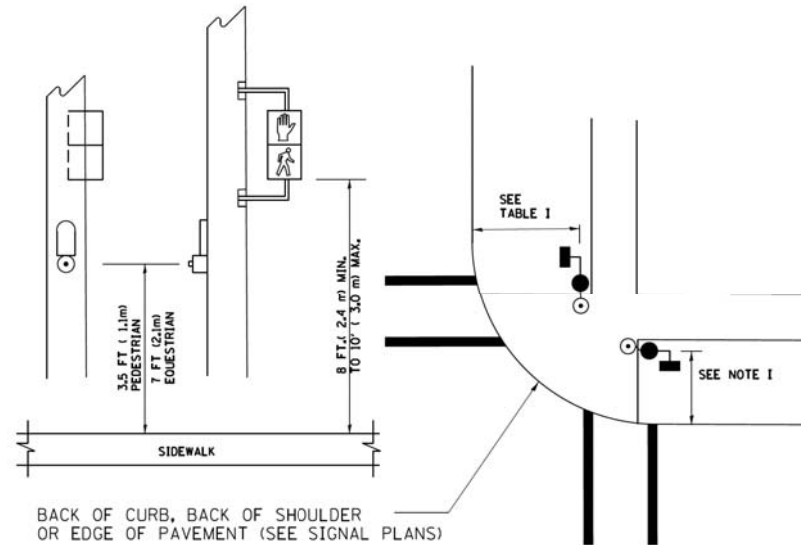 3.5 FT ( 1.1m)
PEDESTRIAN
7 FT (2.1m)
EQUESTRIAN
8 FT.( 2.4 m) MIN.
TO 10' ( 3.0 m) MAX.
SIDEWALK
SEE
TABLE I
SEE NOTE I
BACK OF CURB, BACK OF SHOULDER
OR EDGE OF PAVEMENT (SEE SIGNAL PLANS)